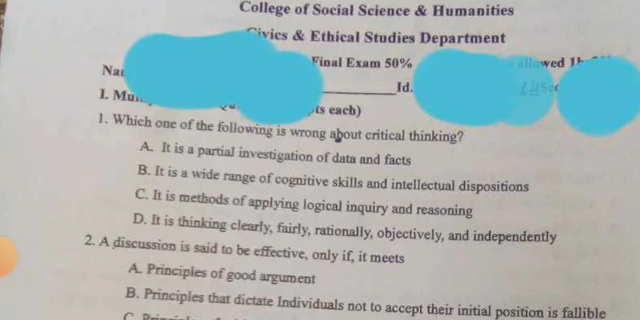 College of Social Science & Humanities
Civics & Ethical Studies Department
Final Exam 50% allowed
Id.
I. each)
1. Which one of the following is wrong about critical thinking?
A. It is a partial investigation of data and facts
B. It is a wide range of cognitive skills and intellectual dispositions
C. It is methods of applying logical inquiry and reasoning
D. It is thinking clearly, fairly, rationally, objectively, and independently
2. A discussion is said to be effective, only if, it meets
A. Principles of good argument
B. Principles that dictate Individuals not to accept their initial position is fallible
C.